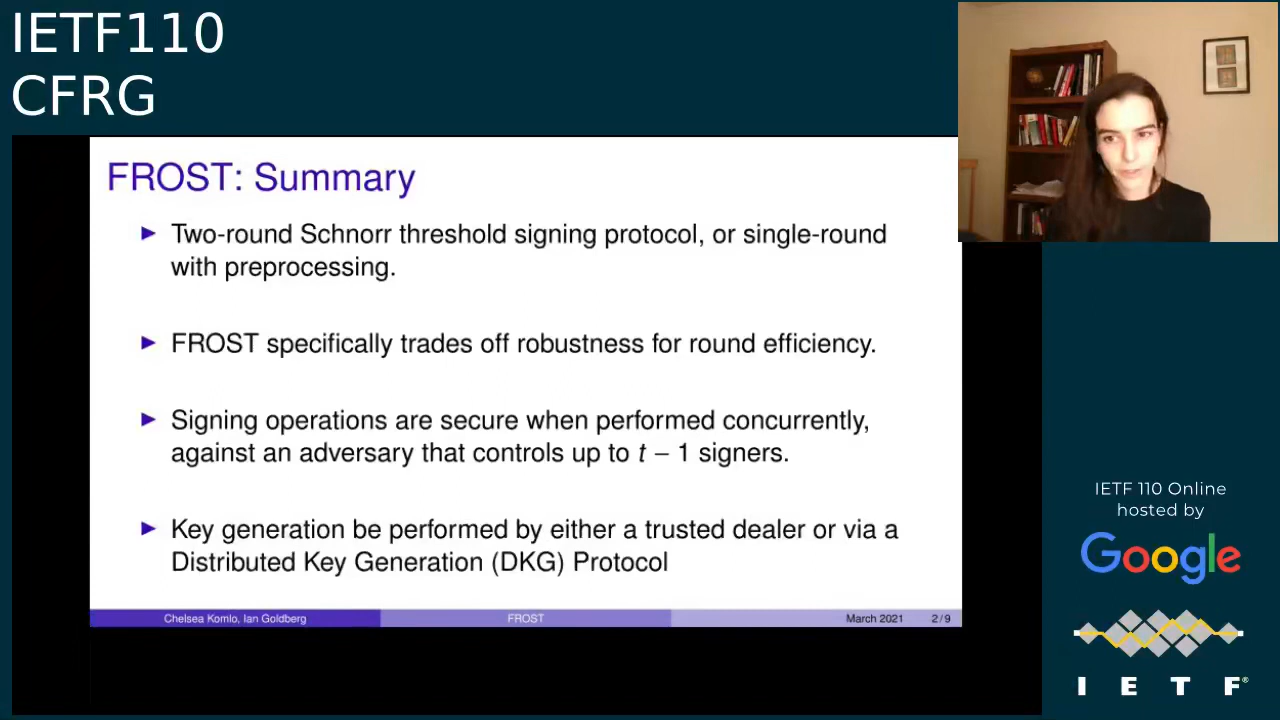 IETF110
CFRG
FROST: Summary
Two-round Schnorr threshold signing protocol, or single-round
with preprocessing.
FROST specifically trades off robustness for round efficiency.
Signing operations are secure when performed concurrently,
against an adversary that controls up to t − 1 signers.
Key generation be performed by either a trusted dealer or via a
Distributed Key Generation (DKG) Protocol
Chelsea Komlo, Ian Goldberg
FROST
March 2021 2 / 9
IETF 110 Online
hosted by
Google
I E T F®